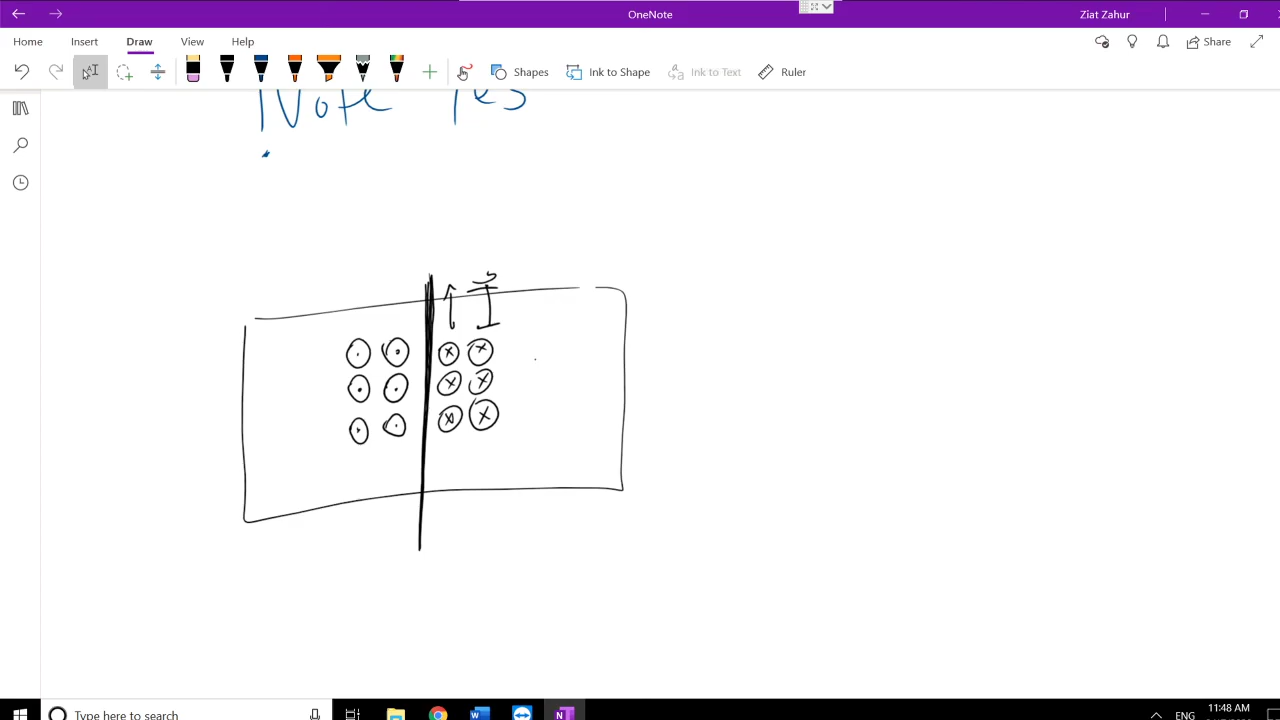 OneNote
Ziat Zahur
Home Insert Draw View Help
Share
Shapes Ink to Shape Ink to Text Ruler
Note
I
Type here to search
ENG
11:48 AM